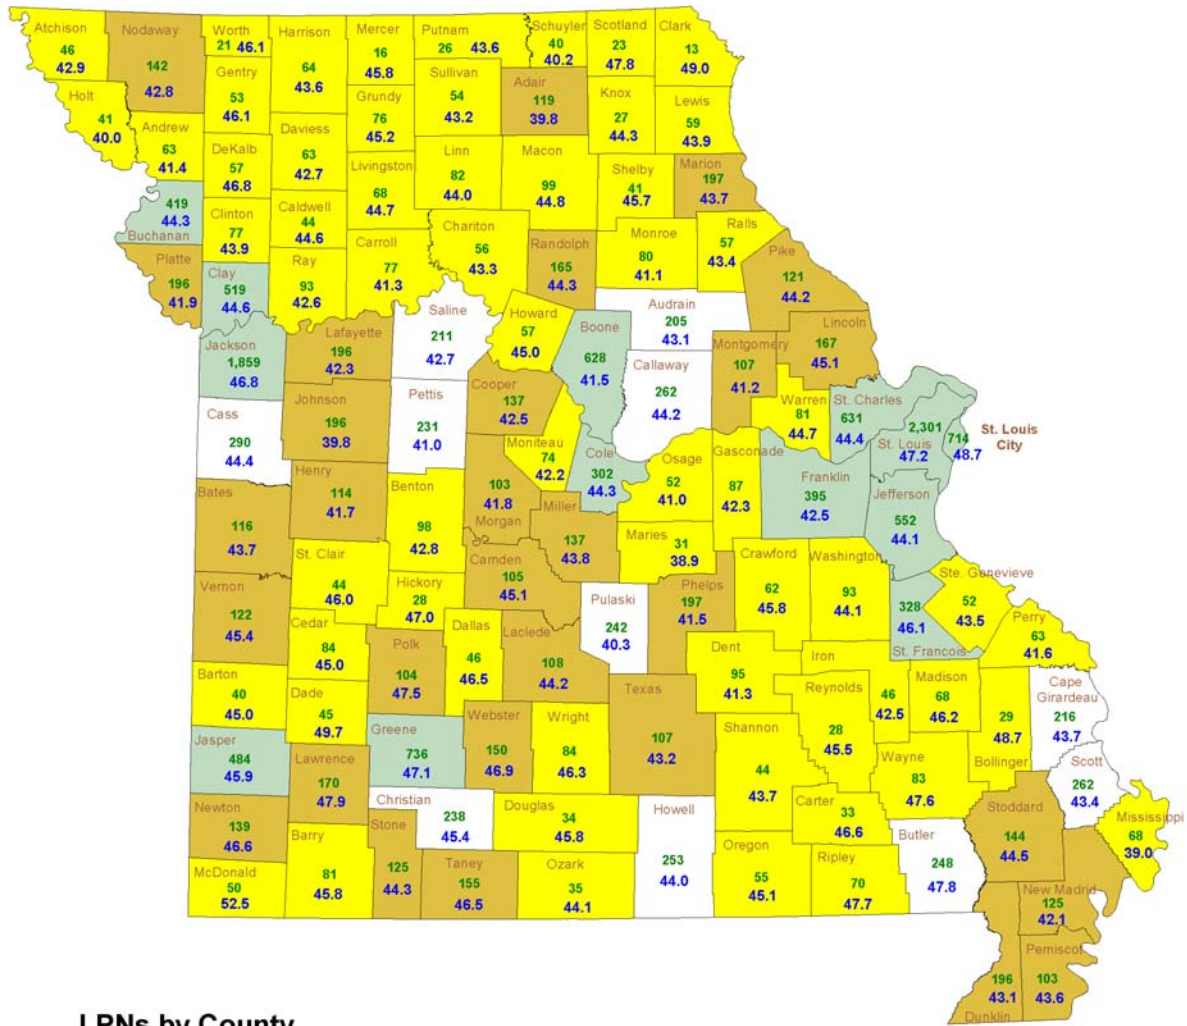 Atchison
46
42.9
Nodaway
142
42.8
Worth
21 46.1
Harrison
64
43.6
Mercer
16
45.8
Putnam
26 43.6
Schuyler
40
40.2
Scotland
23
47.8
Clark
13
49.0
Holt
41
40.0
Andrew
63
41.4
Gentry
53
46.1
DeKalb
57
46.8
Daviess
63
42.7
Grundy
76
45.2
Sullivan
54
43.2
Adair
119
39.8
Knox
27
44.3
Lewis
59
43.9
Livingston
68
44.7
Linn
82
44.0
Macon
99
44.8
Shelby
41
45.7
Marion
197
43.7
419
44.3
Buchanan
Clinton
77
43.9
Caldwell
44
44.6
Carroll
77
41.3
Chariton
56
43.3
Randolph
165
44.3
Monroe
80
41.1
Ralls
57
43.4
Pike
121
44.2
Platte
196
41.9
Clay
519
44.6
Ray
93
42.6
Saline
211
42.7
Howard
57
45.0
Boone
628
41.5
Audrain
205
43.1
Callaway
262
44.2
Montgomery
107
41.2
Lincoln
167
45.1
Jackson
1,859
46.8
Lafayette
196
42.3
Cooper
137
42.5
Warren
81
44.7
St. Charles
631
44.4
2,301
St. Louis
47.2
714
48.7
St. Louis
City
Cass
290
44.4
Johnson
196
39.8
Pettis
231
41.0
Moniteau
74
42.2
Cole
302
44.3
Osage
52
41.0
Gasconade
87
42.3
Franklin
395
42.5
Jefferson
552
44.1
Bates
116
43.7
Henry
114
41.7
Benton
98
42.8
103
41.8
Morgan
Miller
137
43.8
Maries
31
38.9
Crawford
62
45.8
Washington
93
44.1
Ste. Genevieve
52
43.5
Vernon
122
45.4
St. Clair
44
46.0
Hickory
28
47.0
Camden
105
45.1
Pulaski
242
40.3
Phelps
197
41.5
328
46.1
St. Francois
Perry
63
41.6
Cedar
84
45.0
Polk
104
47.5
Dallas
46
46.5
Laclede
108
44.2
Dent
95
41.3
Iron
46
42.5
Madison
68
46.2
29
48.7
Bollinger
Cape
Girardeau
216
43.7
Barton
40
45.0
Dade
45
49.7
Texas
107
43.2
Reynolds
28
45.5
Jasper
484
45.9
Greene
736
47.1
Webster
150
46.9
Wright
84
46.3
Shannon
44
43.7
Wayne
83
47.6
Scott
262
43.4
Lawrence
170
47.9
Christian
238
45.4
Douglas
34
45.8
Howell
253
44.0
Carter
33
46.6
Butler
248
47.8
Stoddard
144
44.5
Mississippi
68
39.0
Newton
139
46.6
Barry
81
45.8
Stone
125
44.3
Taney
155
46.5
Ozark
35
44.1
Oregon
55
45.1
Ripley
70
47.7
New Madrid
125
42.1
McDonald
50
52.5
Pemiscot
103
43.6
196
43.1
Dunklin
LPNs by County